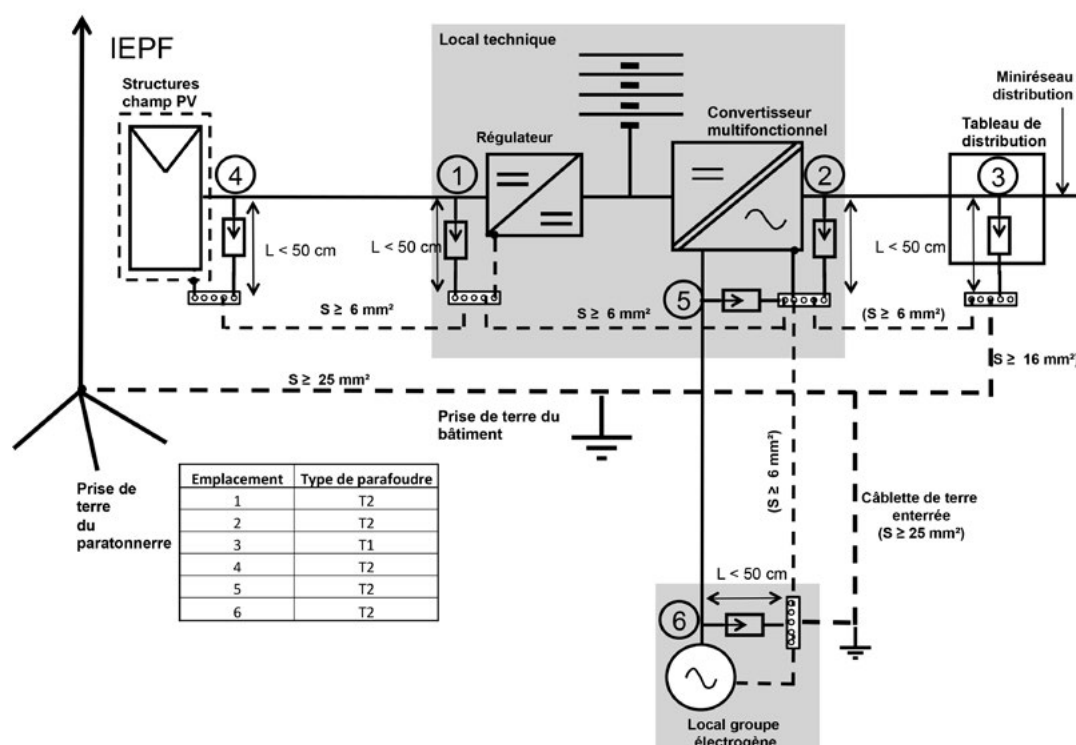 IEPF
Structures
champ PV
Local technique
Régulateur
Convertisseur
multifonctionnel
Miniréseau
distribution
Tableau de
distribution
4
1
2
3
L < 50 cm
L < 50 cm
L < 50 cm
5
S ≥ 6 mm²
S ≥ 6 mm²
(S ≥ 6 mm²)
S ≥ 16 mm²)
S ≥ 25 mm²
Prise de terre du
bâtiment
(S ≥ 6 mm²)
Prise de
terre
du
paratonnerre
Emplacement Type de parafoudre
1 T2
2 T2
3 T1
4 T2
5 T2
6 T2
Câblette de terre
enterrée
(S ≥ 25 mm²)
L < 50 cm
6
Local groupe
électrogène